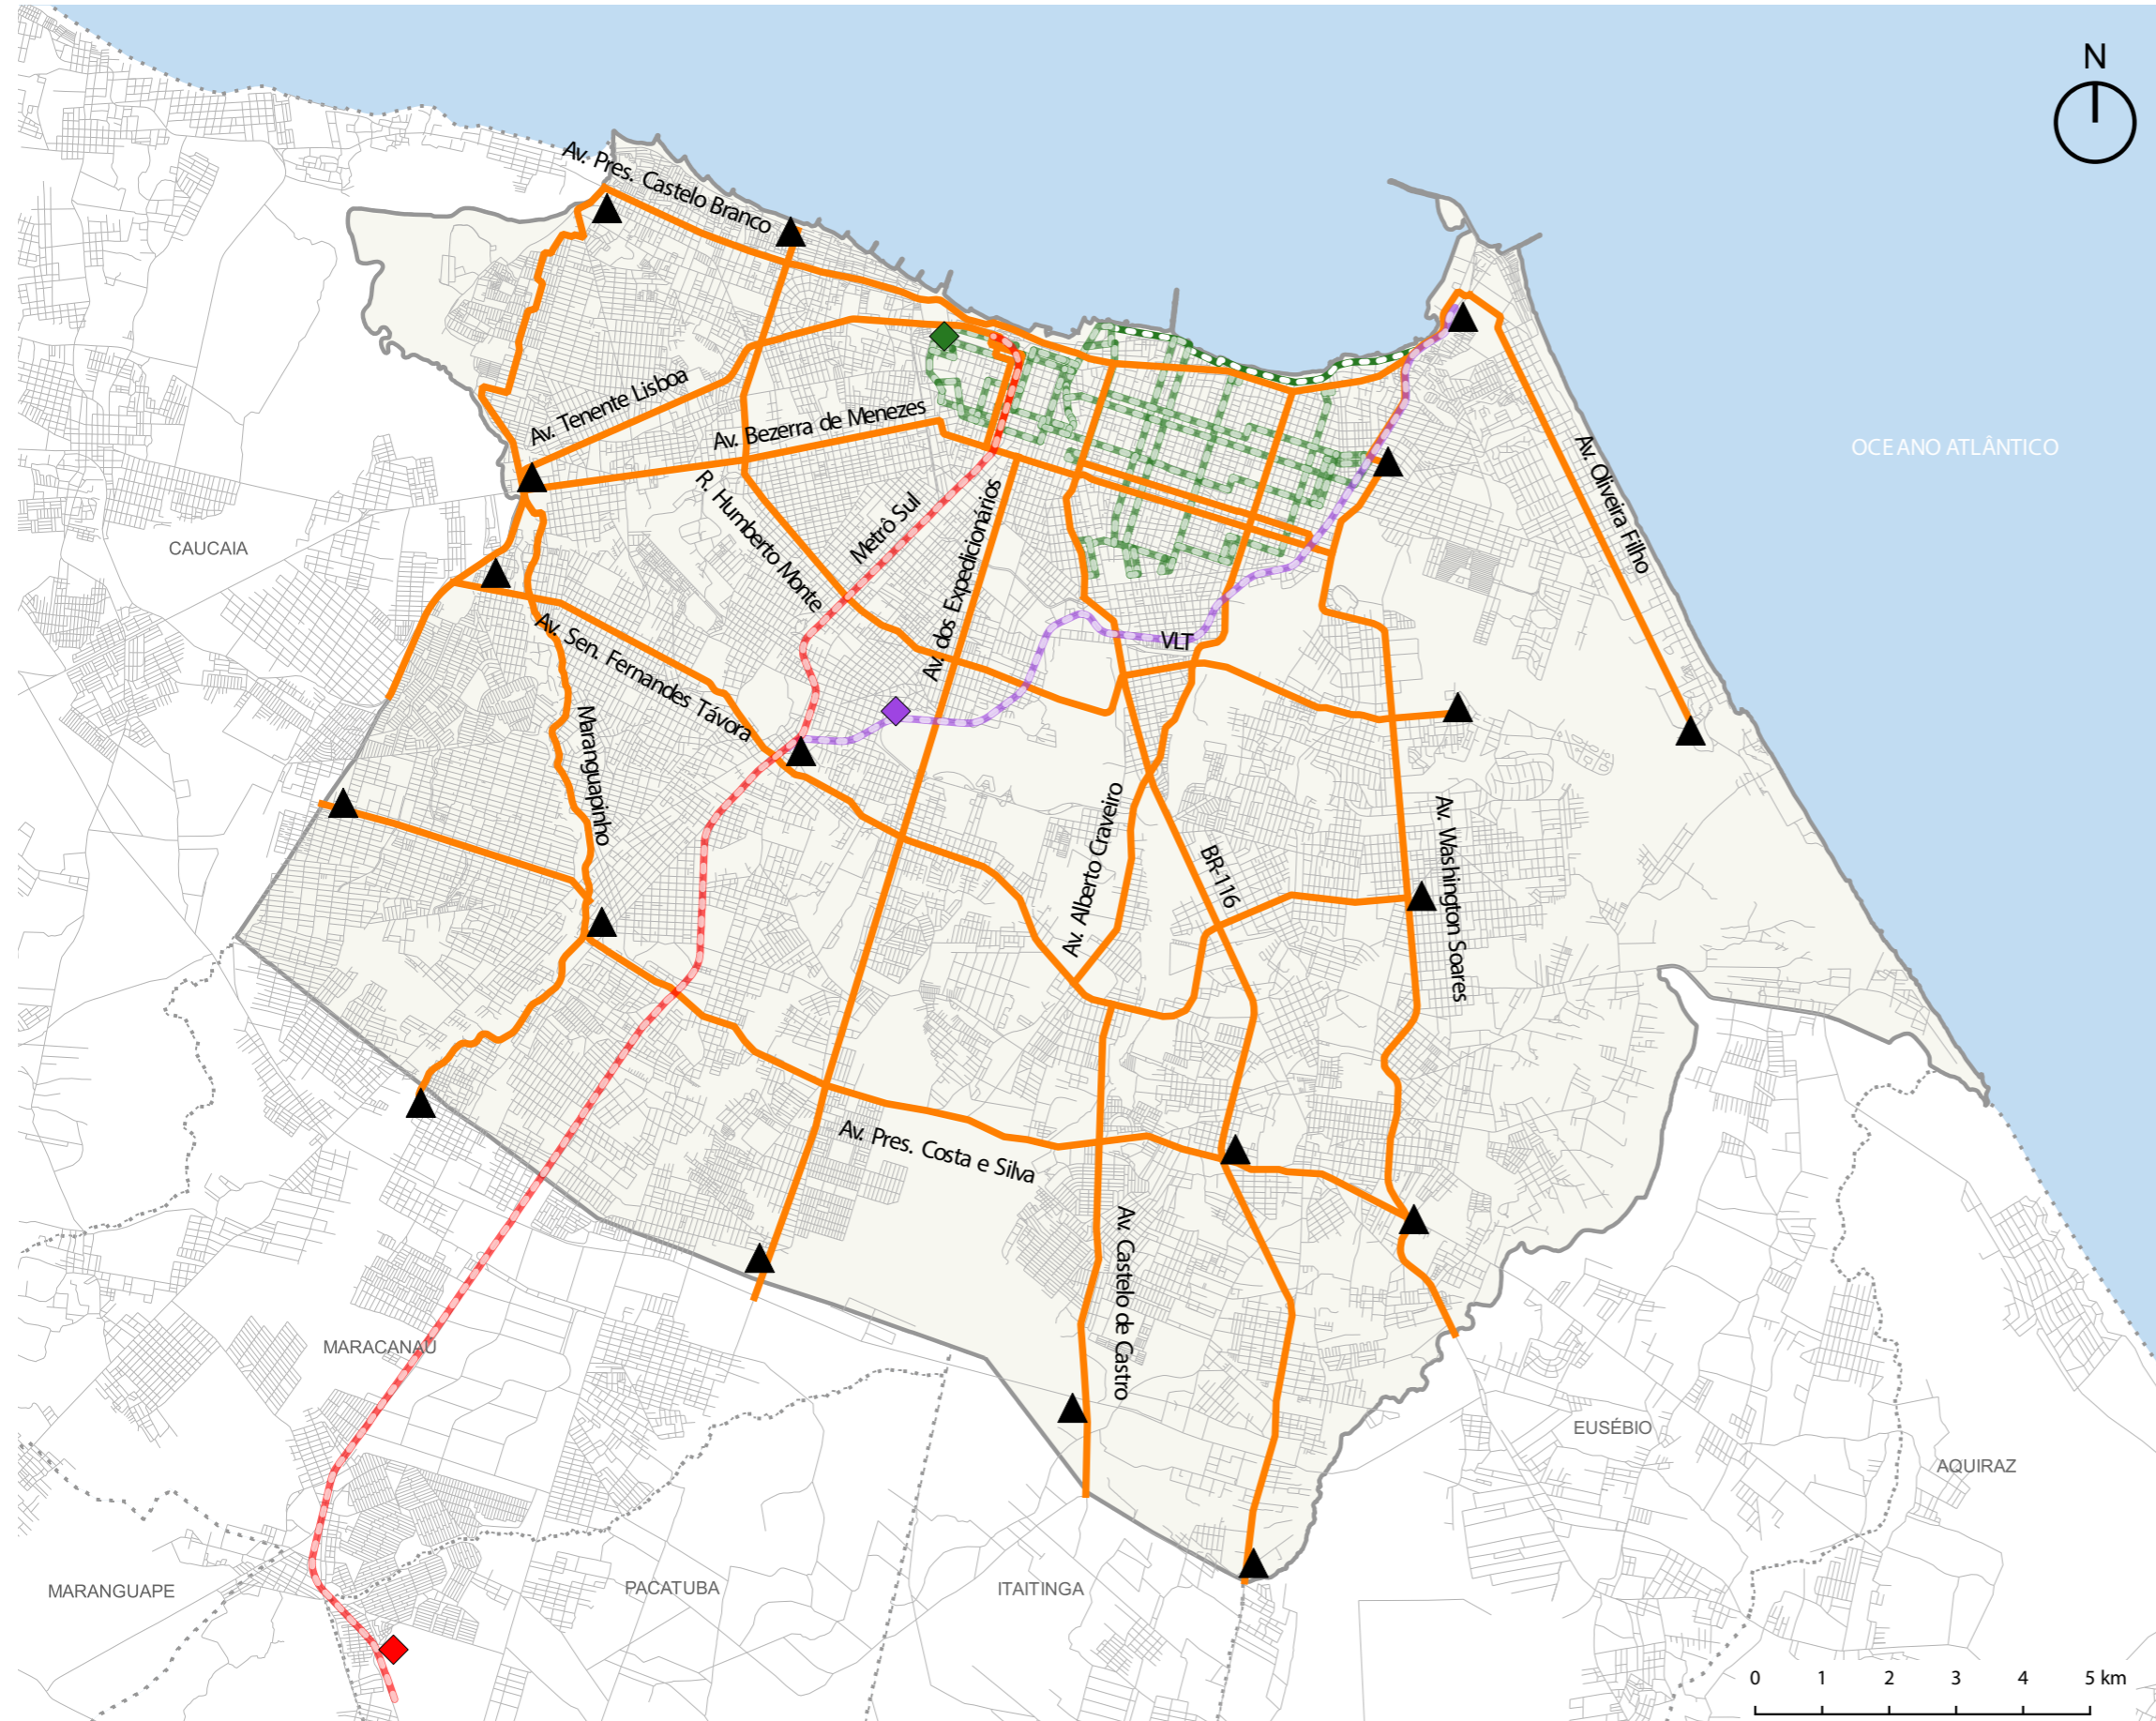 N
Av. Pres. Castelo Branco
OCEANO ATLÂNTICO
Av. Tenente Lisboa
Av. Bezerra de Menezes
Av. Oliveira Filho
R. Humberto Monte
Metrô Sul
Av. dos Expedicionários
CAUCAIA
VLT
Av. Sen. Fernandes Távora
Maranguapinho
Av. Alberto Craveiro
BR-116
Av. Washington Soares
Av. Pres. Costa e Silva
Av. Castelo de Castro
MARACANAÚ
EUSÉBIO
AQUIRAZ
MARANGUAPE
PACATUBA
ITAITINGA
0 1 2 3 4 5 km